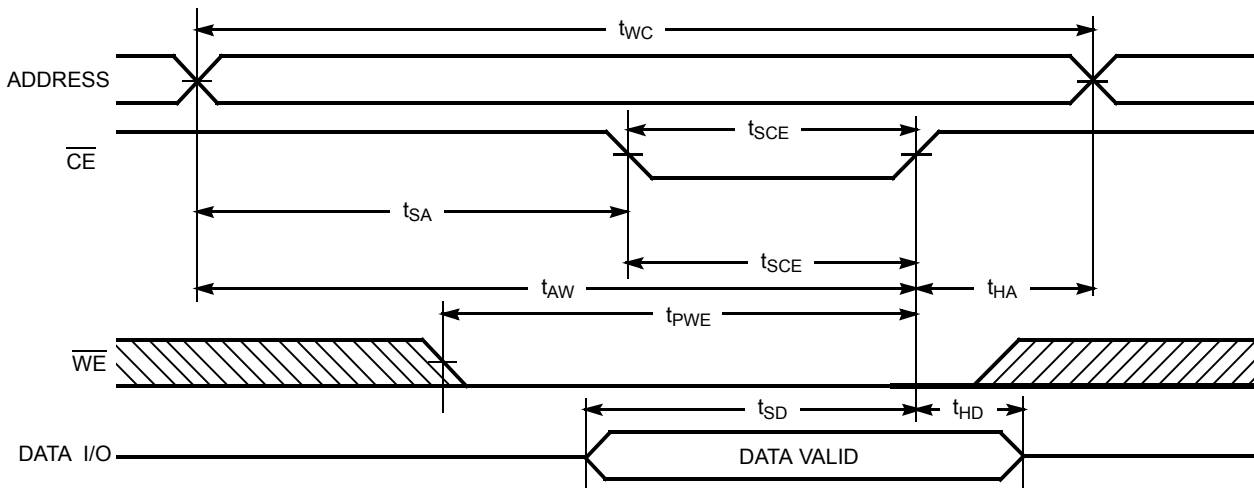 tWC
ADDRESS
tSCE
CE
tSA
tSCE
tAW
tHA
tPWE
WE
tSD
tHD
DATA I/O
DATA VALID